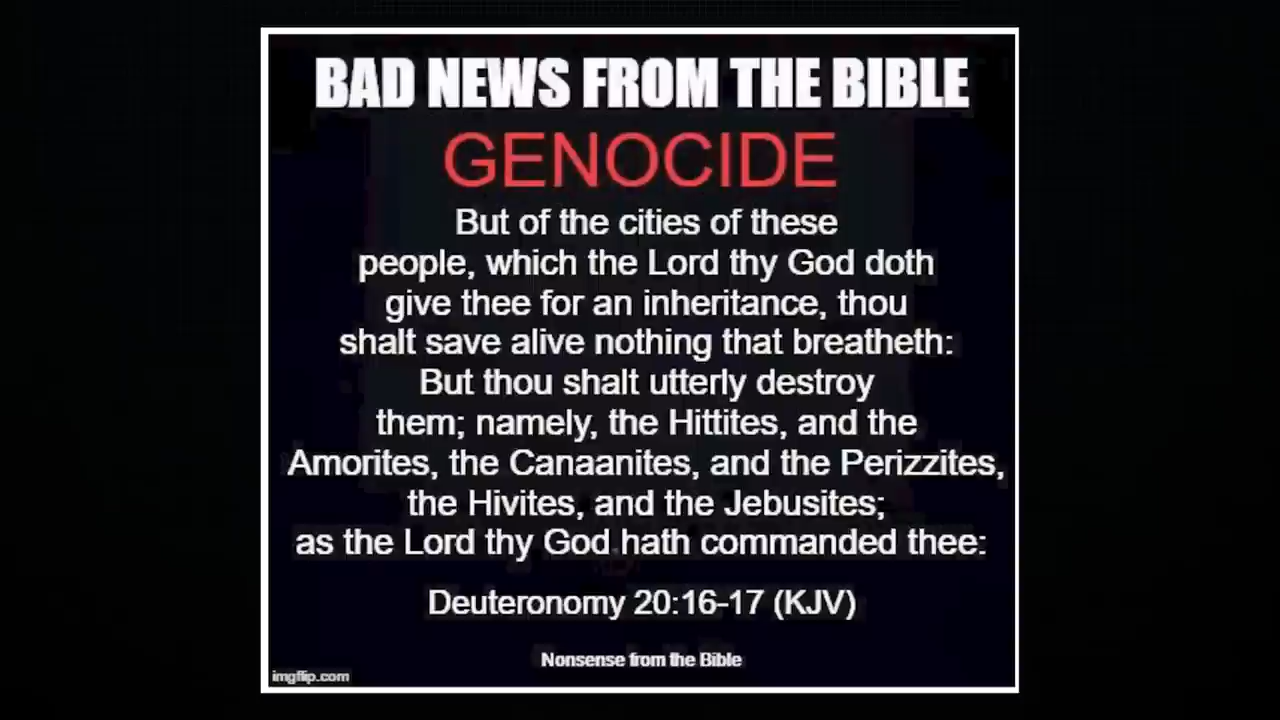 BAD NEWS FROM THE BIBLE
GENOCIDE
But of the cities of these
people, which the Lord thy God doth
give thee for an inheritance, thou
shalt save alive nothing that breatheth:
But thou shalt utterly destroy
them; namely, the Hittites, and the
Amorites, the Canaanites, and the Perizzites,
the Hivites, and the Jebusites;
as the Lord thy God hath commanded thee:
Deuteronomy 20:16-17 (KJV)
Nonsense from the Bible
imgflip.com